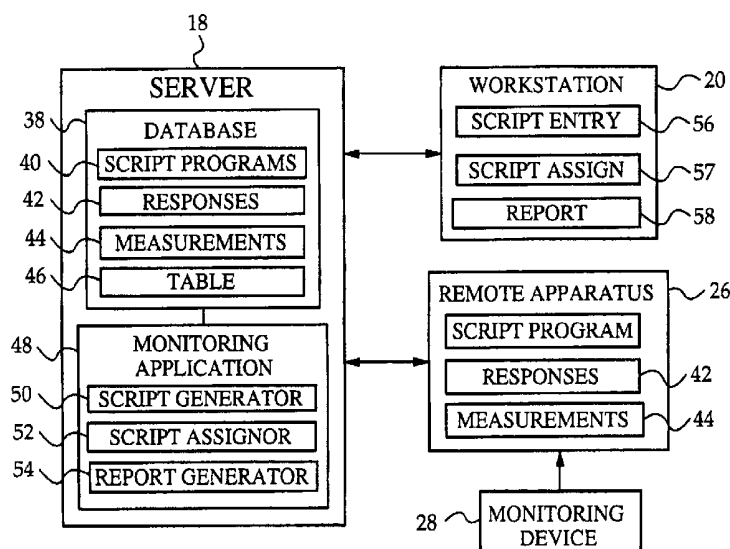 18
SERVER
38
DATABASE
40
SCRIPT PROGRAMS
42
RESPONSES
44
MEASUREMENTS
46
TABLE
48
MONITORING
APPLICATION
50
SCRIPT GENERATOR
52
SCRIPT ASSIGNOR
54
REPORT GENERATOR
WORKSTATION
20
SCRIPT ENTRY
56
SCRIPT ASSIGN
57
REPORT
58
REMOTE APPARATUS
26
SCRIPT PROGRAM
RESPONSES
42
MEASUREMENTS
44
28
MONITORING
DEVICE